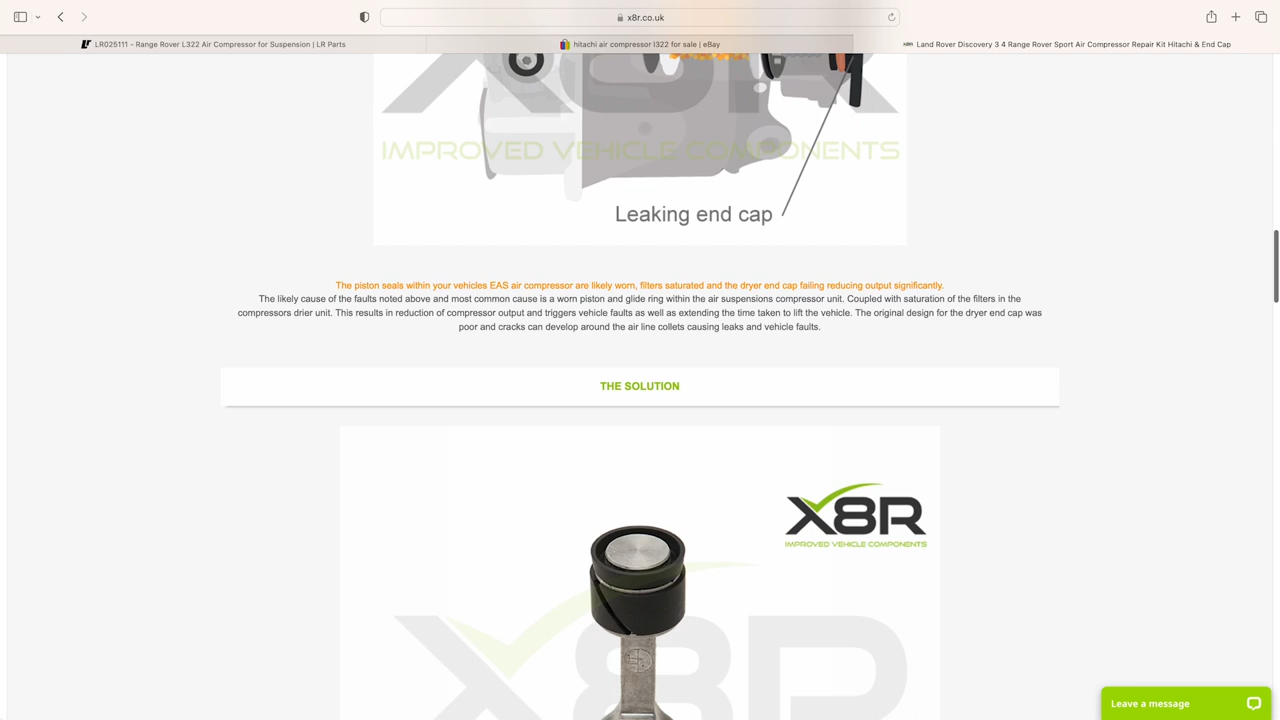 x8r.co.uk
LR025111 - Range Rover L322 Air Compressor for Suspension | LR Parts
hitachi air compressor l322 for sale | eBay
X8R Land Rover Discovery 3 4 Range Rover Sport Air Compressor Repair Kit Hitachi & End Cap
X8R
IMPROVED VEHICLE COMPONENTS
Leaking end cap
The piston seals within your vehicles EAS air compressor are likely worn, filters saturated and the dryer end cap failing reducing output significantly.
The likely cause of the faults noted above and most common cause is a worn piston and glide ring within the air suspensions compressor unit. Coupled with saturation of the filters in the
compressors drier unit. This results in reduction of compressor output and triggers vehicle faults as well as extending the time taken to lift the vehicle. The original design for the dryer end cap was
poor and cracks can develop around the air line collets causing leaks and vehicle faults.
THE SOLUTION
X8R
IMPROVED VEHICLE COMPONENTS
X8R
Leave a message